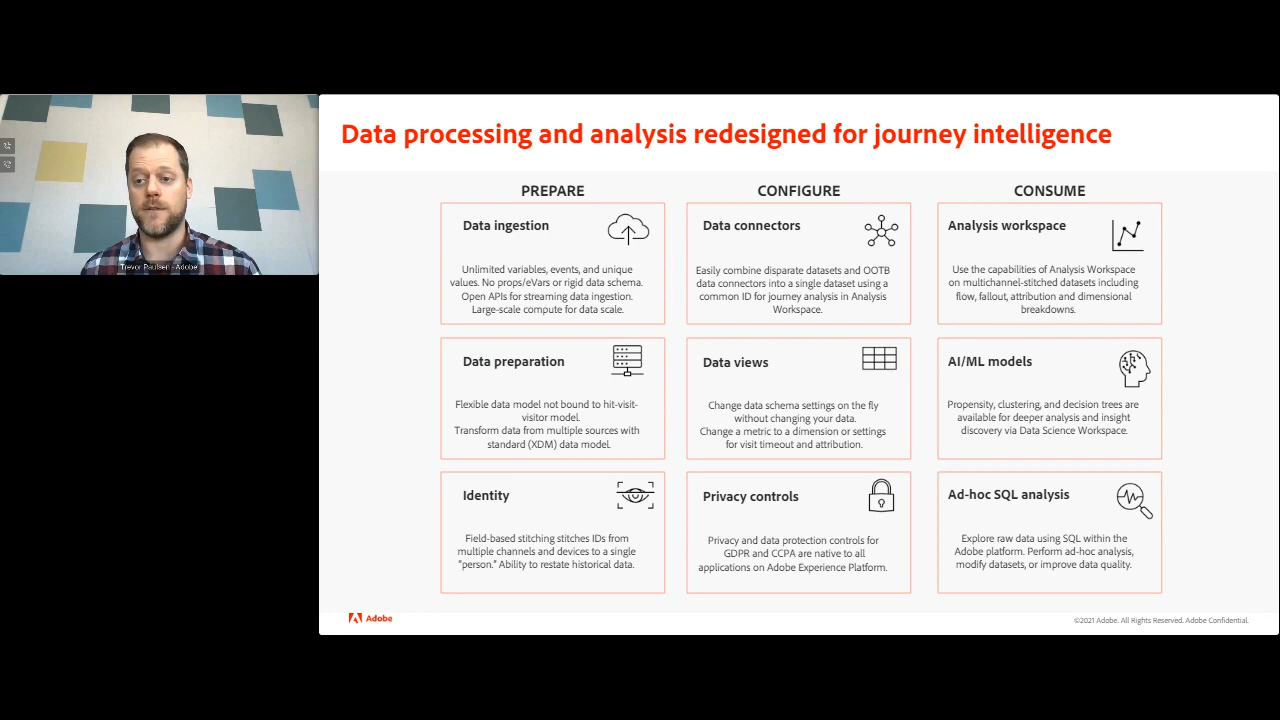 Data processing and analysis redesigned for journey intelligence
PREPARE
Data ingestion
Unlimited variables, events, and unique
values. No props/eVars or rigid data schema.
Open APIs for streaming data ingestion.
Large-scale compute for data scale.
Data preparation
Flexible data model not bound to hit-visit-
visitor model.
Transform data from multiple sources with
standard (XDM) data model.
Identity
Field-based stitching stitches IDs from
multiple channels and devices to a single
"person." Ability to restate historical data.
CONFIGURE
Data connectors
Easily combine disparate datasets and OOTB
data connectors into a single dataset using a
common ID for journey analysis in Analysis
Workspace.
Data views
Change data schema settings on the fly
without changing your data.
Change a metric to a dimension or settings
for visit timeout and attribution.
Privacy controls
Privacy and data protection controls for
GDPR and CCPA are native to all
applications on Adobe Experience Platform.
CONSUME
Analysis workspace
Use the capabilities of Analysis Workspace
on multichannel-stitched datasets including
flow, fallout, attribution and dimensional
breakdowns.
AI/ML models
Propensity, clustering, and decision trees are
available for deeper analysis and insight
discovery via Data Science Workspace.
Ad-hoc SQL analysis
Explore raw data using SQL within the
Adobe platform. Perform ad-hoc analysis,
modify datasets, or improve data quality.
Trevor Paulsen - Adobe
Adobe
©2021 Adobe. All Rights Reserved. Adobe Confidential.